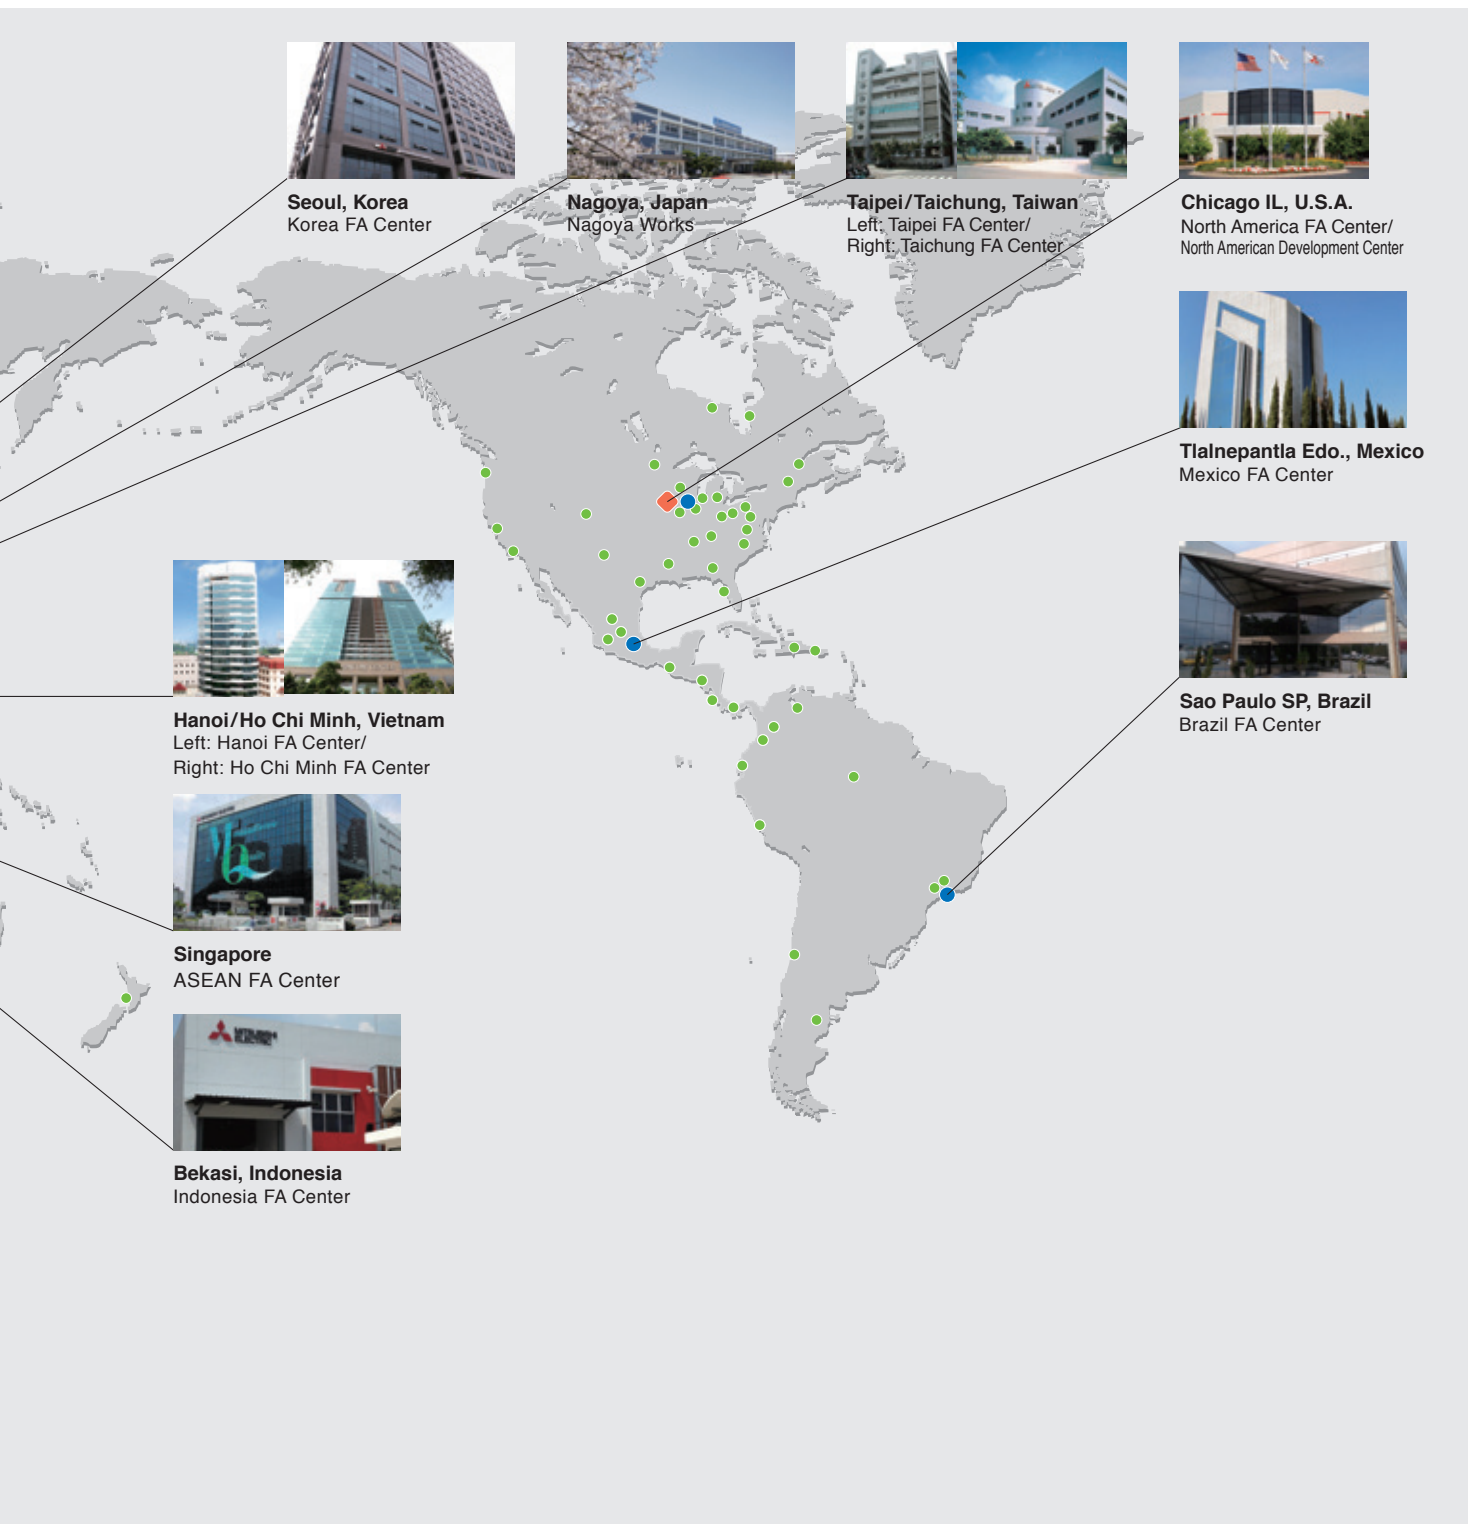 Seoul, Korea
Korea FA Center
Nagoya, Japan
Nagoya Works
Taipei/Taichung, Taiwan
Left: Taipei FA Center/
Right: Taichung FA Center
Chicago IL, U.S.A.
North America FA Center/
North American Development Center
Tlalnepantla Edo., Mexico
Mexico FA Center
Sao Paulo SP, Brazil
Brazil FA Center
Hanoi/Ho Chi Minh, Vietnam
Left: Hanoi FA Center/
Right: Ho Chi Minh FA Center
Singapore
ASEAN FA Center
MITSUBISHI
ELECTRIC
Bekasi, Indonesia
Indonesia FA Center